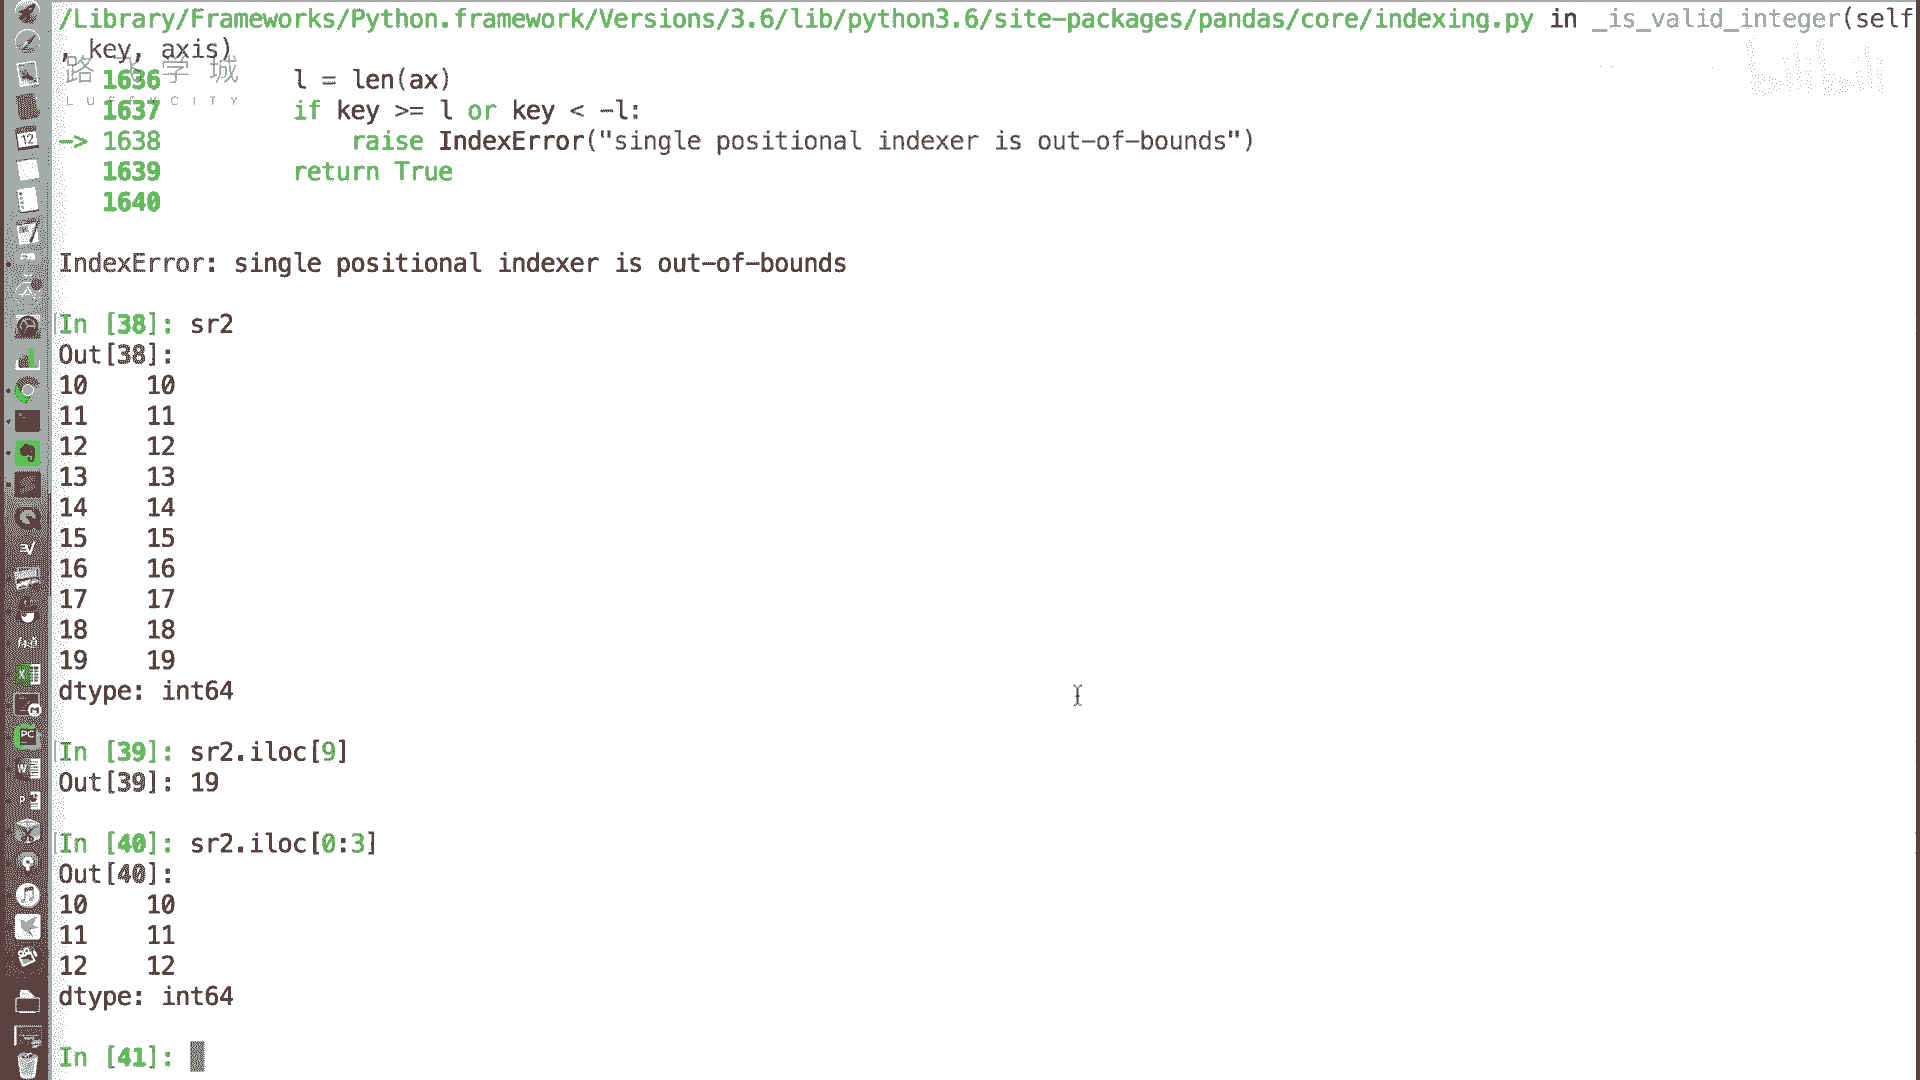 /Library/Frameworks/Python.framework/Versions/3.6/lib/python3.6/site-packages/pandas/core/indexing.py in _is_valid_integer(self
, key, axis)
路飞学城
LUFFYCITY
bilibili
1636         l = len(ax)
1637         if key >= l or key < -l:
-> 1638             raise IndexError("single positional indexer is out-of-bounds")
1639         return True
1640
IndexError: single positional indexer is out-of-bounds
In [38]: sr2
Out[38]:
10    10
11    11
12    12
13    13
14    14
15    15
16    16
17    17
18    18
19    19
dtype: int64
In [39]: sr2.iloc[9]
Out[39]: 19
In [40]: sr2.iloc[0:3]
Out[40]:
10    10
11    11
12    12
dtype: int64
In [41]: